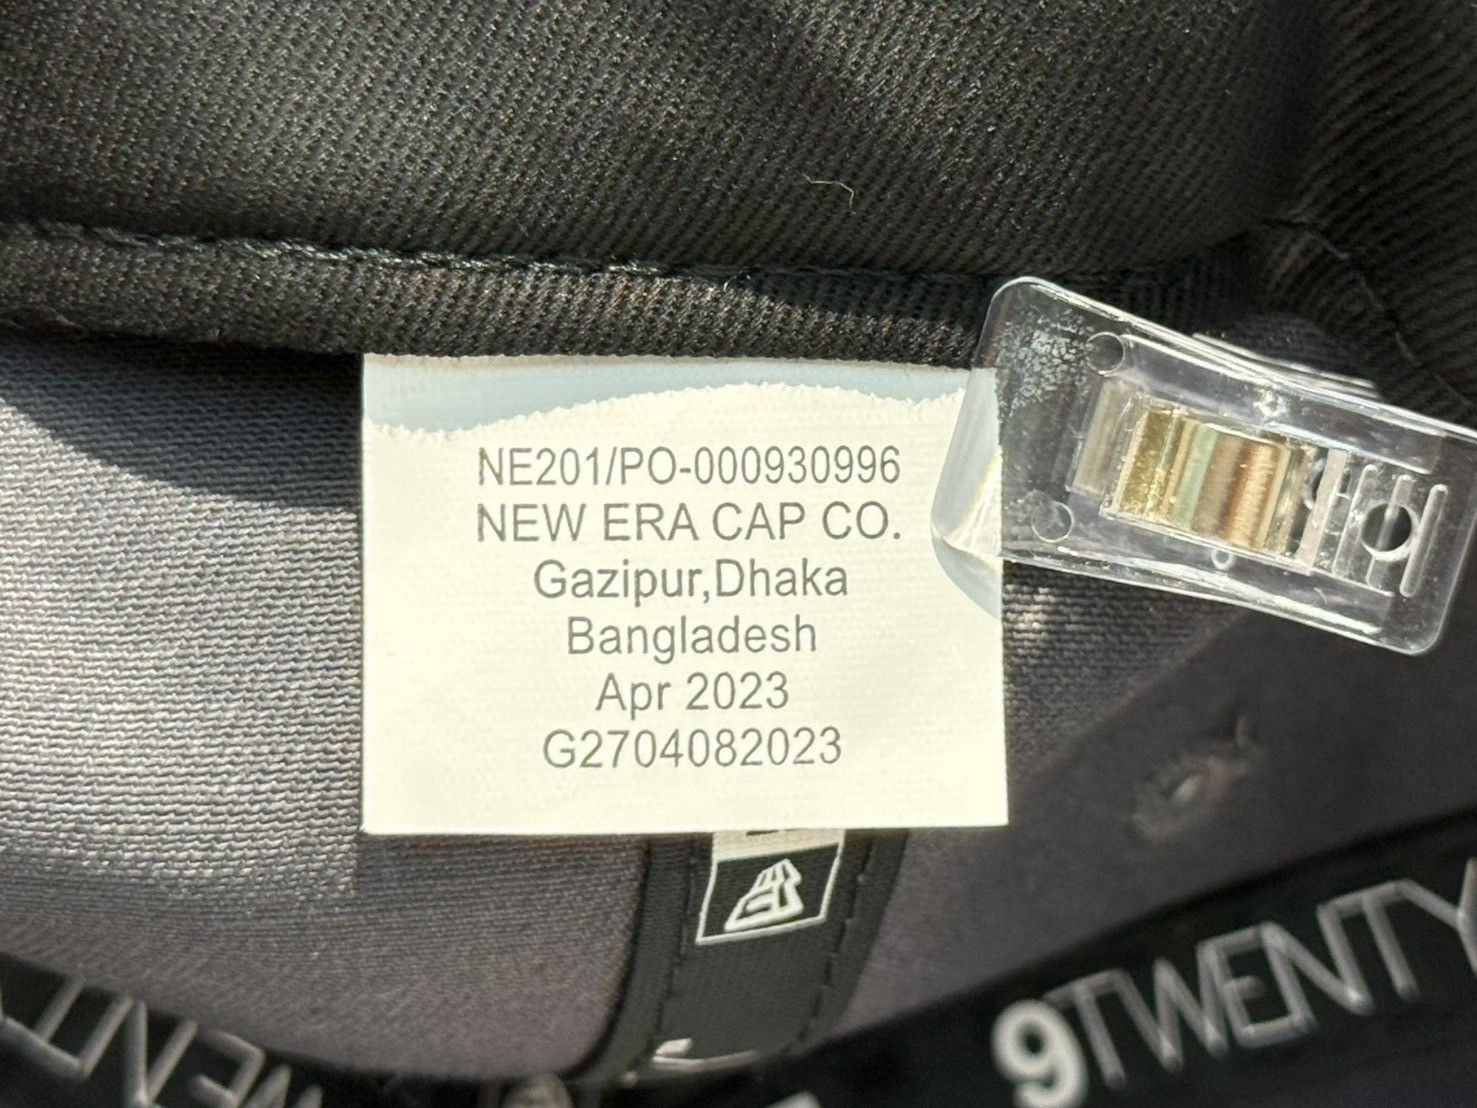 NE201/PO-000930996
NEW ERA CAP CO.
Gazipur,Dhaka
Bangladesh
Apr 2023
G2704082023
9TWENTY